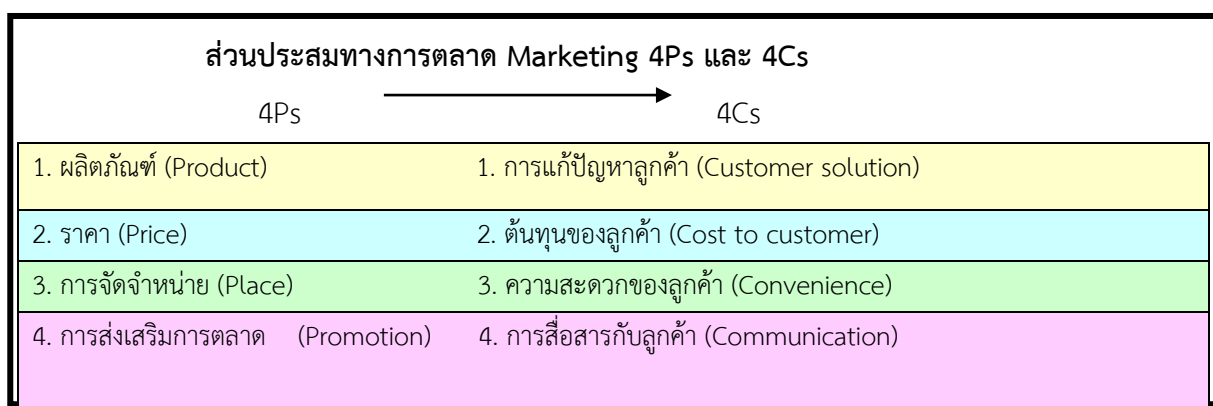 ส่วนประสมทางการตลาด Marketing 4Ps และ 4Cs
4Ps 4Cs
1. ผลิตภัณฑ์ (Product) 1. การแก้ปัญหาลูกค้า (Customer solution)
2. ราคา (Price) 2. ต้นทุนของลูกค้า (Cost to customer)
3. การจัดจำหน่าย (Place) 3. ความสะดวกของลูกค้า (Convenience)
4. การส่งเสริมการตลาด (Promotion) 4. การสื่อสารกับลูกค้า (Communication)